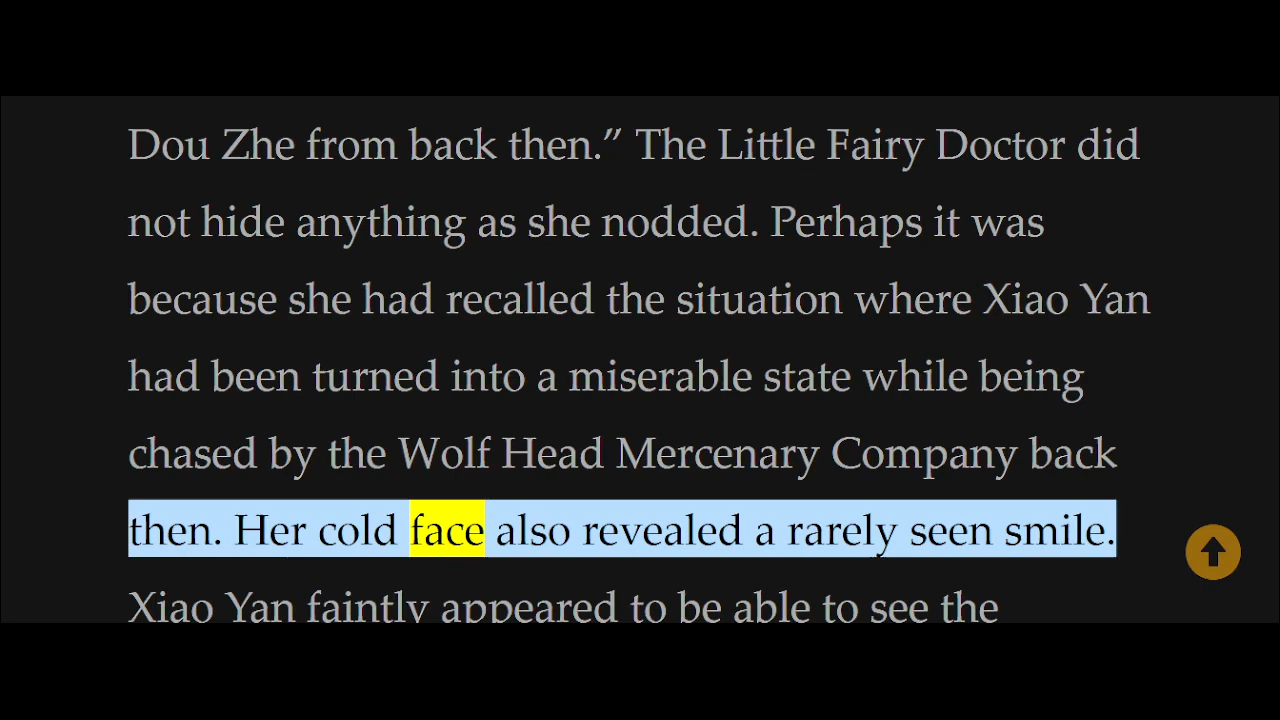 Dou Zhe from back then.” The Little Fairy Doctor did
not hide anything as she nodded. Perhaps it was
because she had recalled the situation where Xiao Yan
had been turned into a miserable state while being
chased by the Wolf Head Mercenary Company back
then. Her cold face also revealed a rarely seen smile.
Xiao Yan faintly appeared to be able to see the